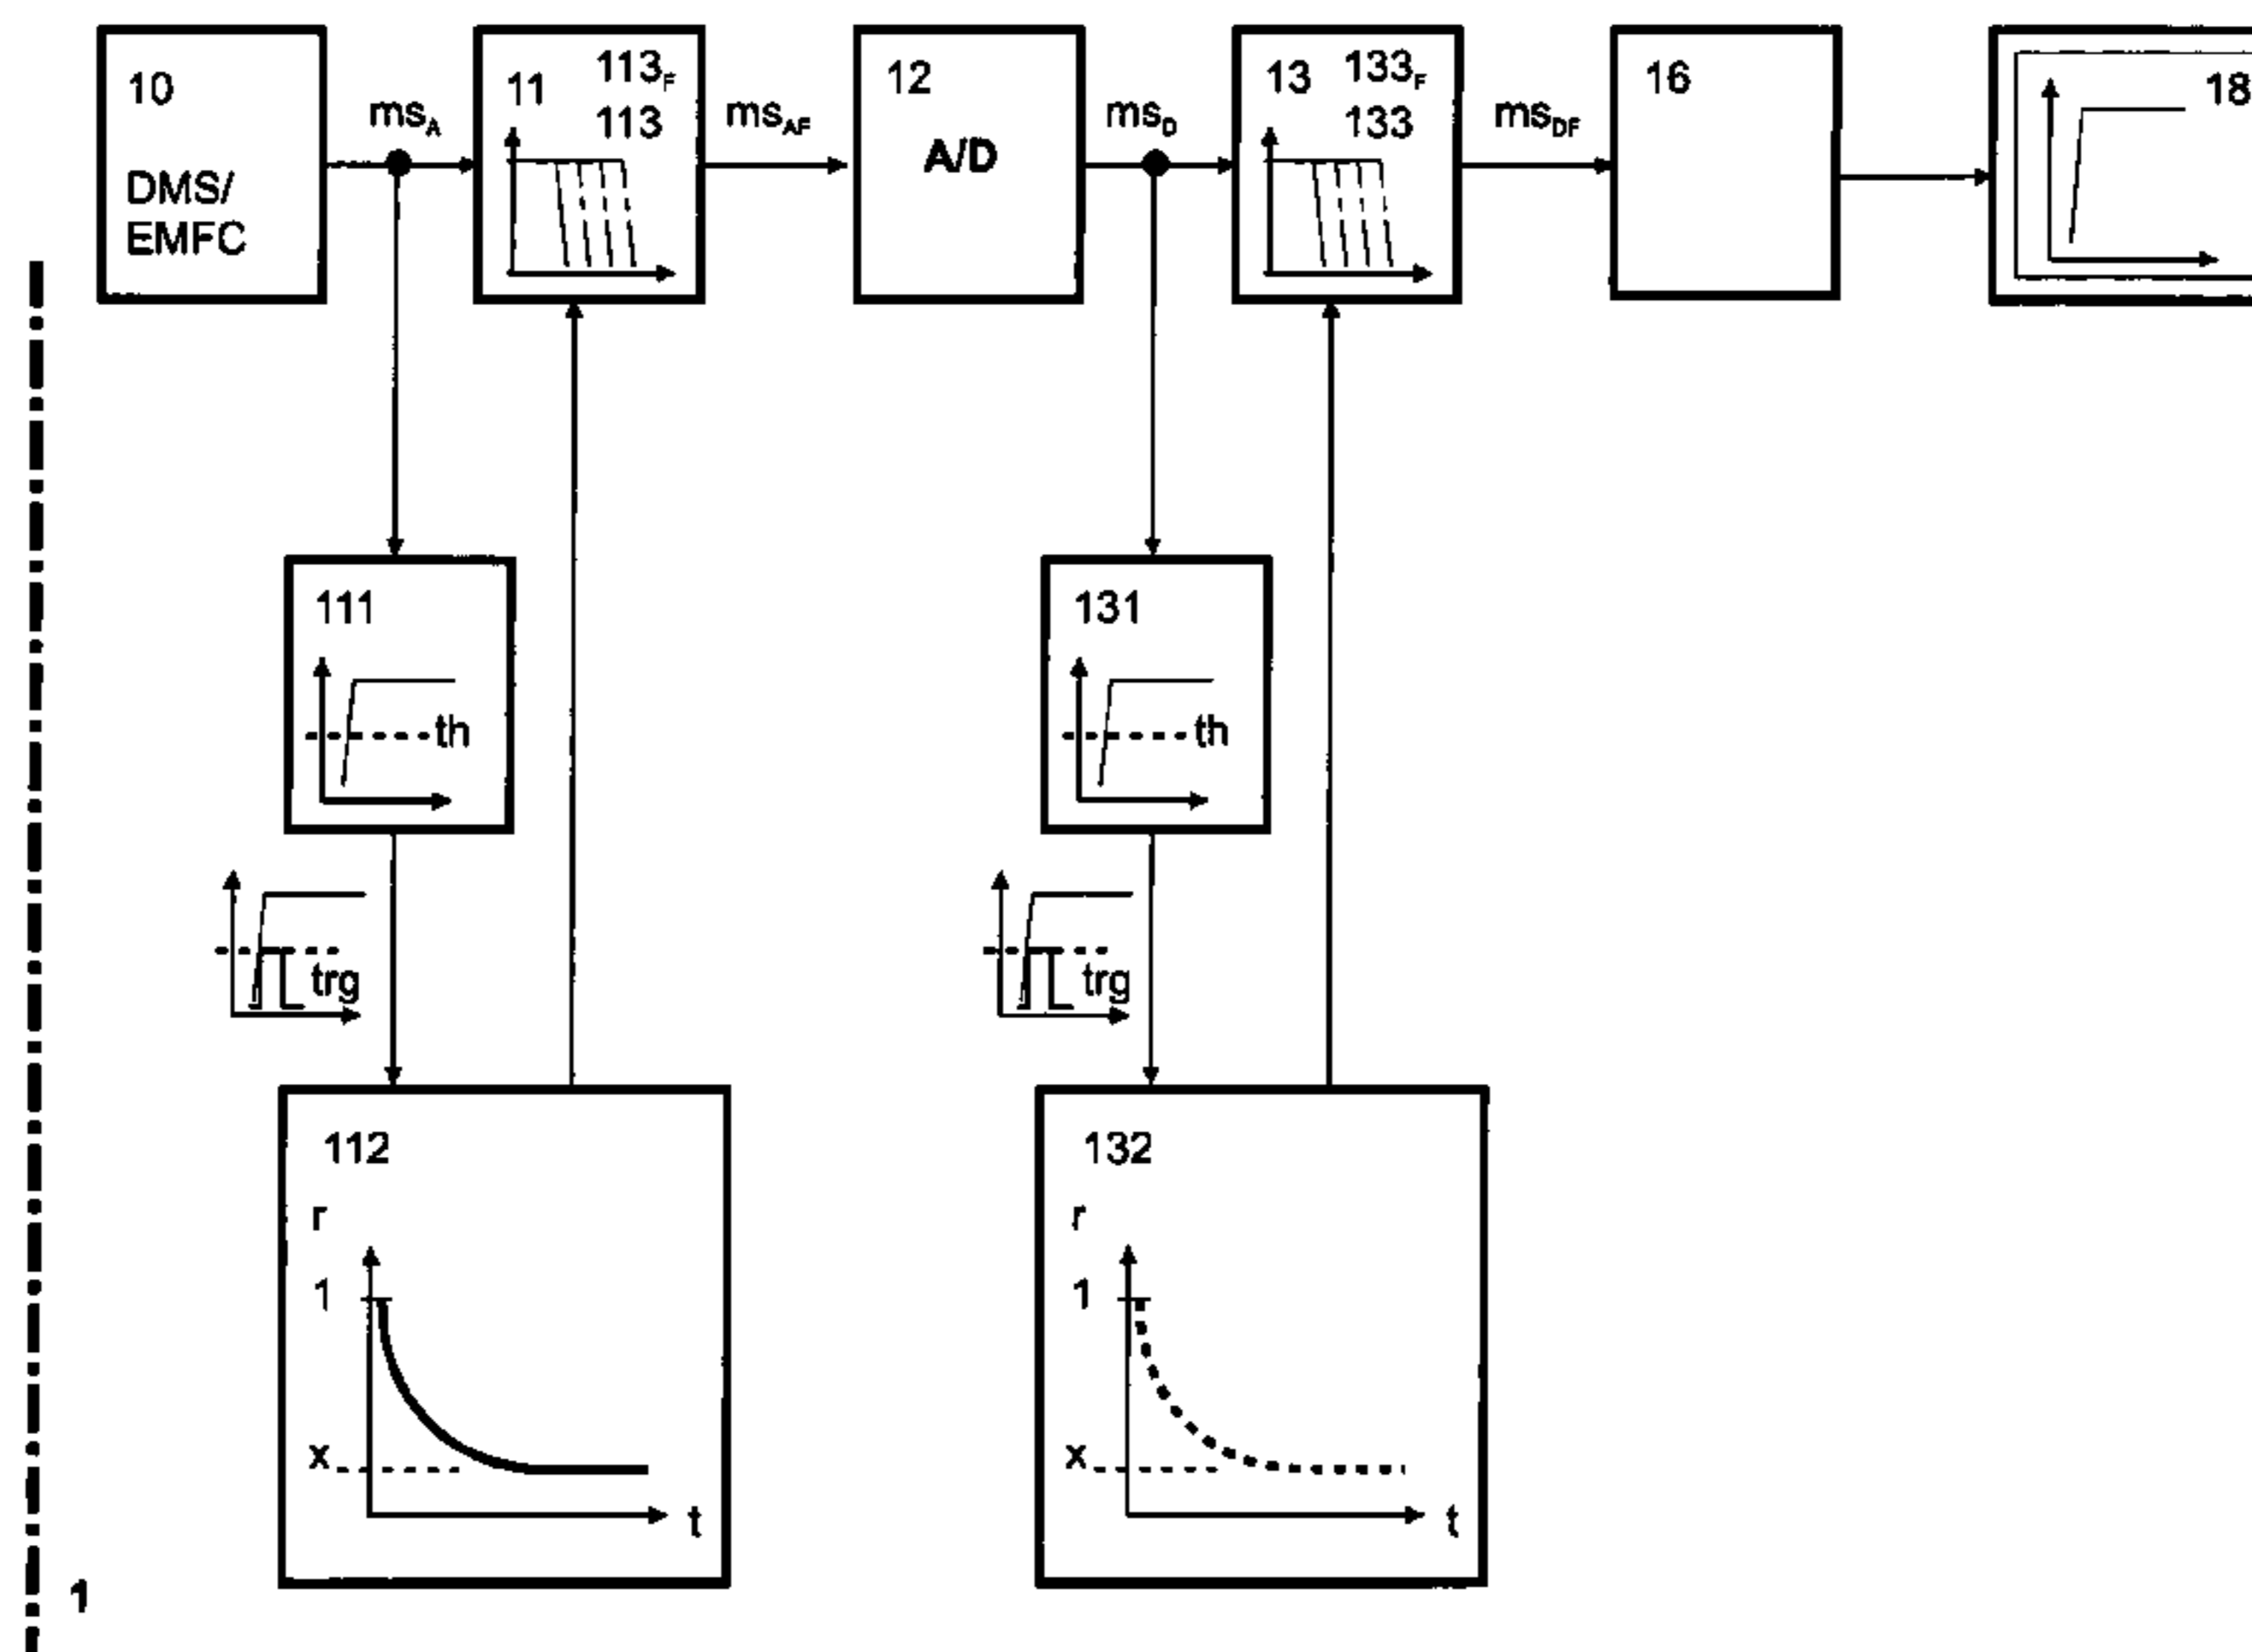 10
DMS/
EMFC
ms_A
11
113_F
113
ms_AF
12
A/D
ms_D
13
133_F
133
ms_DF
16
18
111
th
131
th
trg
trg
112
r
1
x
t
132
r
1
x
t
1